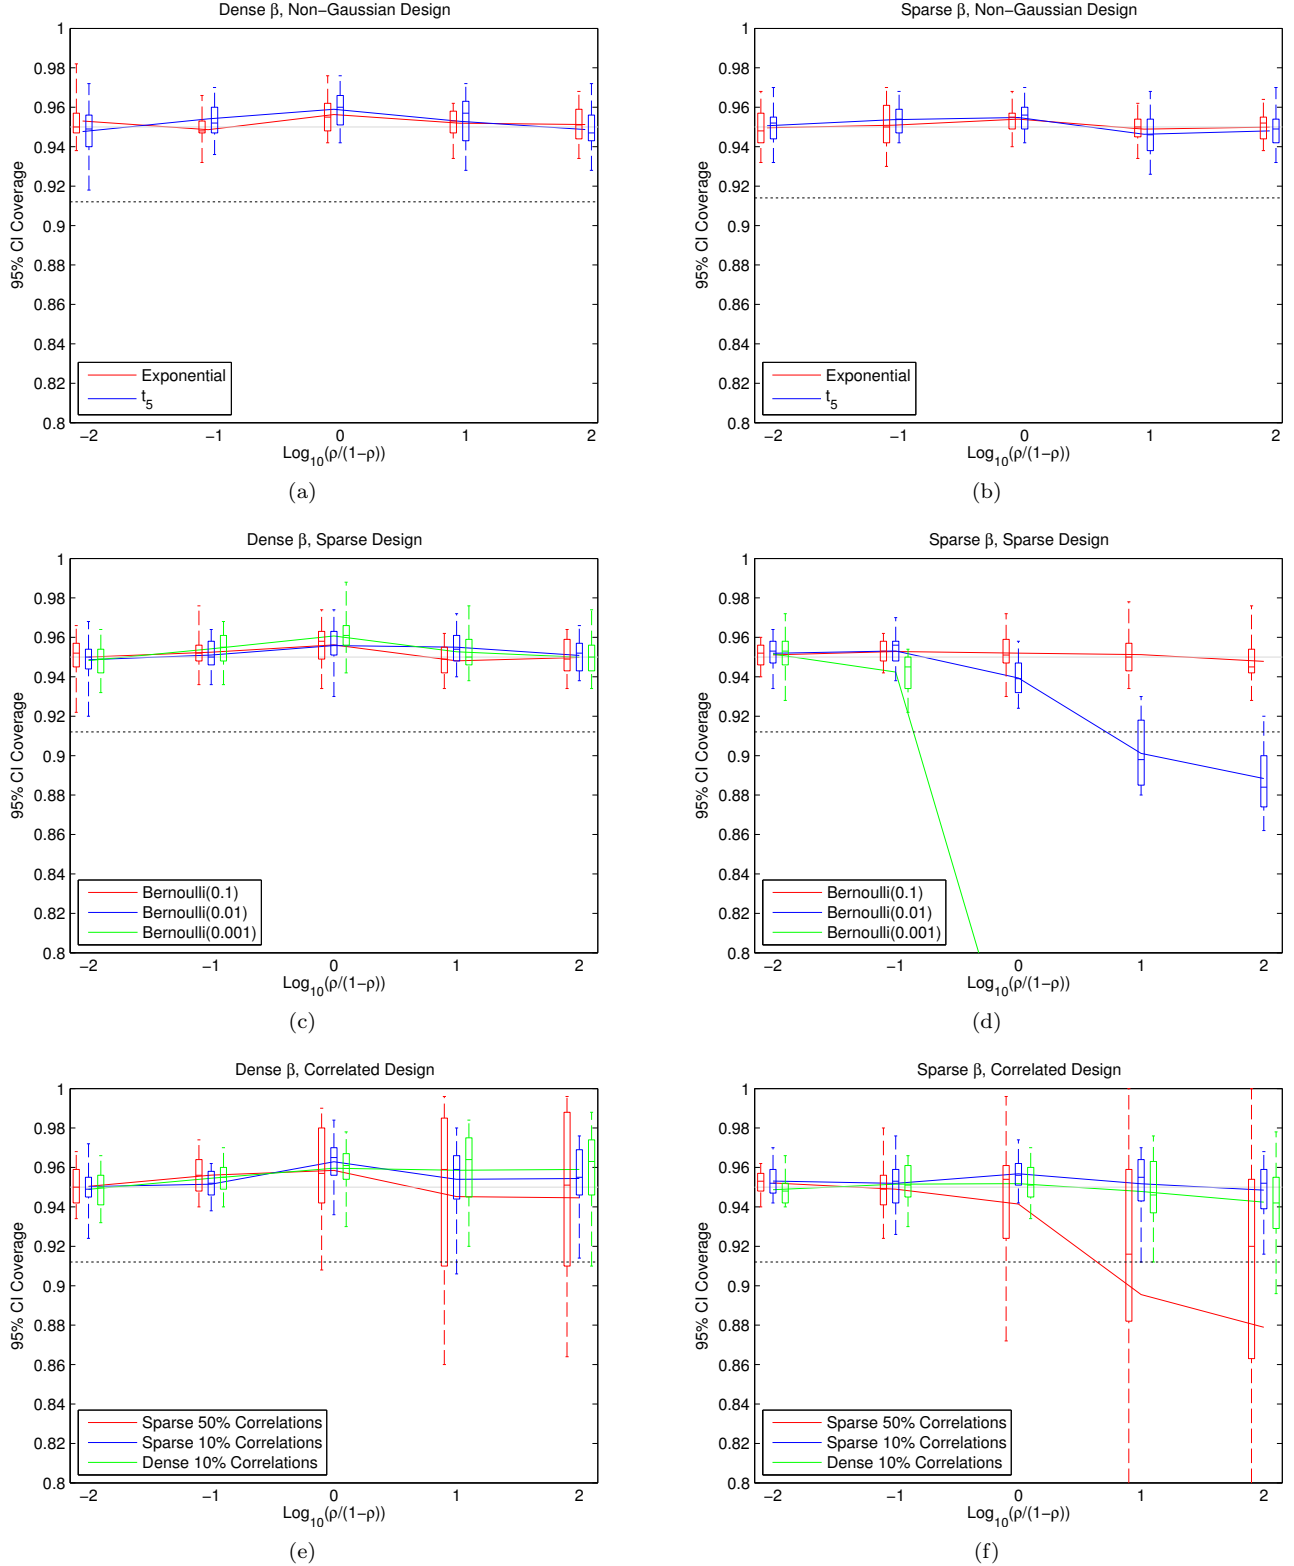 Dense β, Non−Gaussian Design
1
0.98
0.96
0.94
0.92
0.9
0.88
0.86
0.84
0.82
0.8
95% CI Coverage
Exponential
t5
−2 −1 0 1 2
Log10(ρ/(1−ρ))
(a)
Sparse β, Non−Gaussian Design
1
0.98
0.96
0.94
0.92
0.9
0.88
0.86
0.84
0.82
0.8
95% CI Coverage
Exponential
t5
−2 −1 0 1 2
Log10(ρ/(1−ρ))
(b)
Dense β, Sparse Design
1
0.98
0.96
0.94
0.92
0.9
0.88
0.86
0.84
0.82
0.8
95% CI Coverage
Bernoulli(0.1)
Bernoulli(0.01)
Bernoulli(0.001)
−2 −1 0 1 2
Log10(ρ/(1−ρ))
(c)
Sparse β, Sparse Design
1
0.98
0.96
0.94
0.92
0.9
0.88
0.86
0.84
0.82
0.8
95% CI Coverage
Bernoulli(0.1)
Bernoulli(0.01)
Bernoulli(0.001)
−2 −1 0 1 2
Log10(ρ/(1−ρ))
(d)
Dense β, Correlated Design
1
0.98
0.96
0.94
0.92
0.9
0.88
0.86
0.84
0.82
0.8
95% CI Coverage
Sparse 50% Correlations
Sparse 10% Correlations
Dense 10% Correlations
−2 −1 0 1 2
Log10(ρ/(1−ρ))
(e)
Sparse β, Correlated Design
1
0.98
0.96
0.94
0.92
0.9
0.88
0.86
0.84
0.82
0.8
95% CI Coverage
Sparse 50% Correlations
Sparse 10% Correlations
Dense 10% Correlations
−2 −1 0 1 2
Log10(ρ/(1−ρ))
(f)